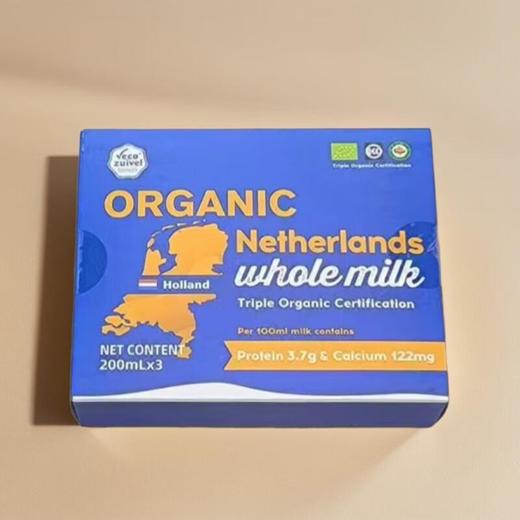 Veco
zuivel
EKO
Triple Organic Certification
ORGANIC
Netherlands
whole milk
Holland
Triple Organic Certification
Per 100ml milk contains
NET CONTENT
200mLx3
Protein 3.7g & Calcium 122mg